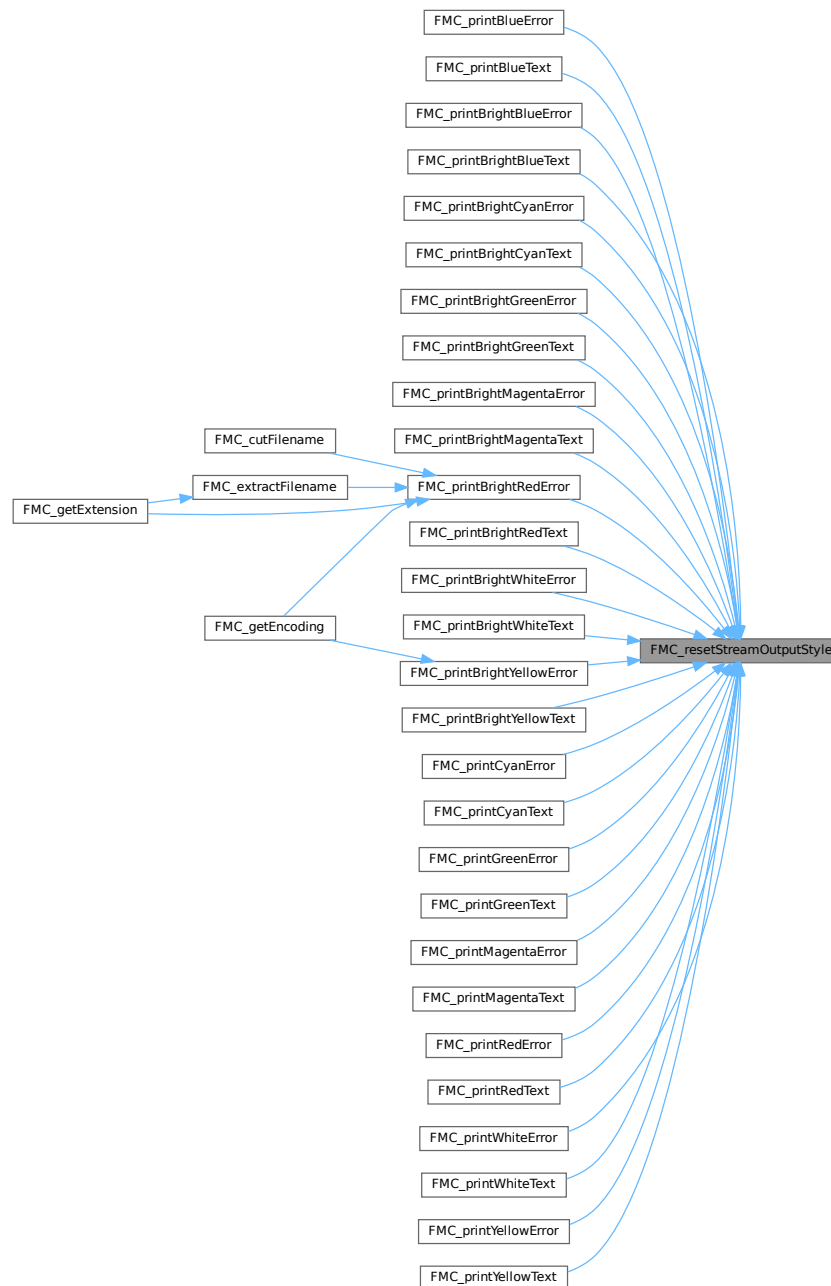 FMC_printBlueError
FMC_printBlueText
FMC_printBrightBlueError
FMC_printBrightBlueText
FMC_printBrightCyanError
FMC_printBrightCyanText
FMC_printBrightGreenError
FMC_printBrightGreenText
FMC_printBrightMagentaError
FMC_cutFilename
FMC_printBrightMagentaText
FMC_extractFilename
FMC_printBrightRedError
FMC_getExtension
FMC_printBrightRedText
FMC_printBrightWhiteError
FMC_getEncoding
FMC_printBrightWhiteText
FMC_resetStreamOutputStyle
FMC_printBrightYellowError
FMC_printBrightYellowText
FMC_printCyanError
FMC_printCyanText
FMC_printGreenError
FMC_printGreenText
FMC_printMagentaError
FMC_printMagentaText
FMC_printRedError
FMC_printRedText
FMC_printWhiteError
FMC_printWhiteText
FMC_printYellowError
FMC_printYellowText